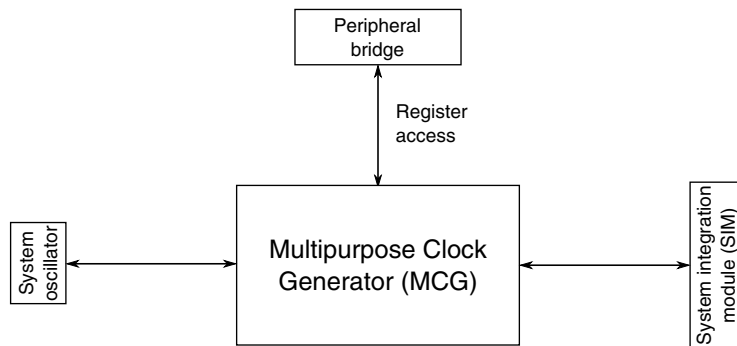 Peripheral
bridge
Register
access
System
oscillator
Multipurpose Clock
Generator (MCG)
System integration
module (SIM)